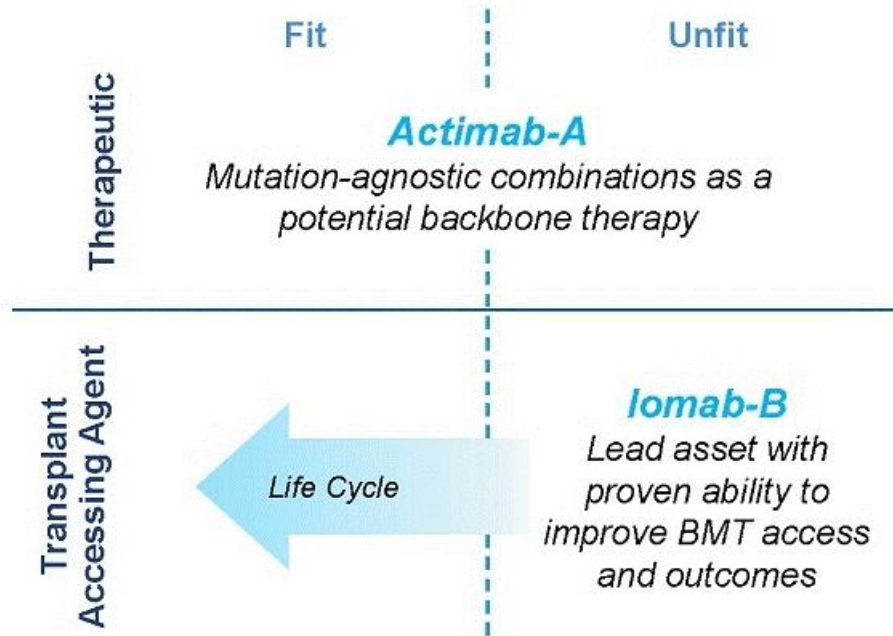 Fit
Unfit
Therapeutic
Actimab-A
Mutation-agnostic combinations as a
potential backbone therapy
Transplant
Accessing Agent
Life Cycle
Iomab-B
Lead asset with
proven ability to
improve BMT access
and outcomes